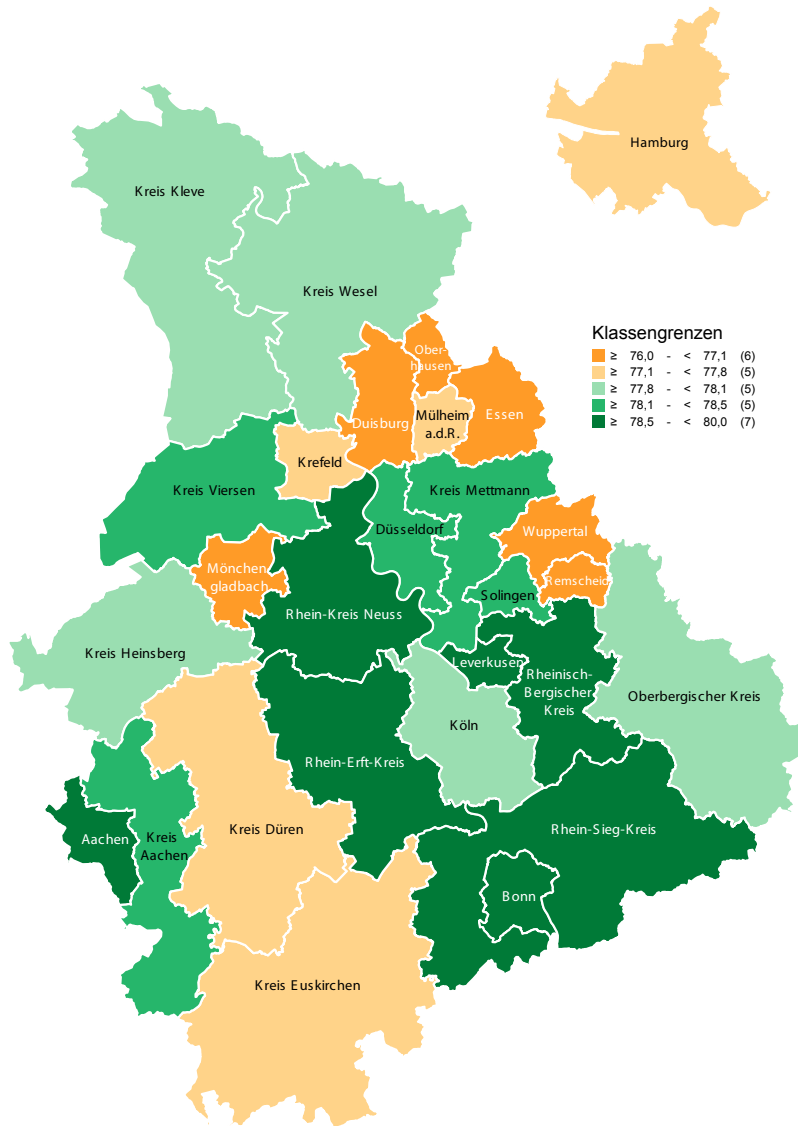 Hamburg
Kreis Kleve
Kreis Wesel
Klassengrenzen
≥ 76,0 - < 77,1 (6)
≥ 77,1 - < 77,8 (5)
≥ 77,8 - < 78,1 (5)
≥ 78,1 - < 78,5 (5)
≥ 78,5 - < 80,0 (7)
Ober-
hausen
Duisburg
Mülheim
a.d.R.
Essen
Krefeld
Kreis Viersen
Kreis Mettmann
Düsseldorf
Wuppertal
Mönchen
gladbach
Remscheid
Solingen
Rhein-Kreis Neuss
Kreis Heinsberg
Leverkusen
Rheinisch-
Bergischer
Kreis
Oberbergischer Kreis
Köln
Rhein-Erft-Kreis
Kreis Düren
Rhein-Sieg-Kreis
Aachen
Kreis
Aachen
Bonn
Kreis Euskirchen